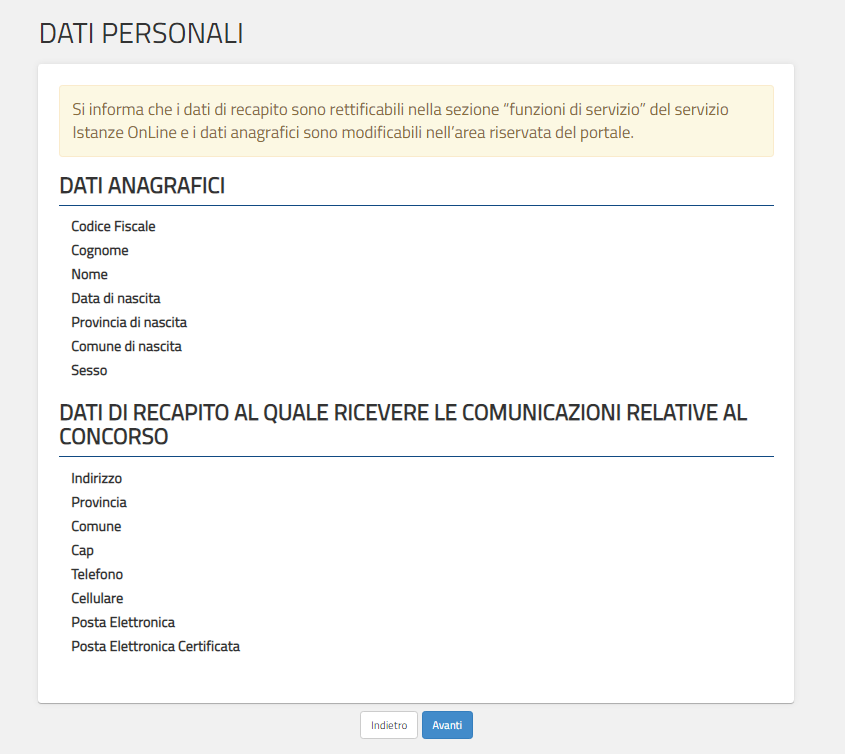 DATI PERSONALI
Si informa che i dati di recapito sono rettificabili nella sezione “funzioni di servizio” del servizio
Istanze OnLine e i dati anagrafici sono modificabili nell’area riservata del portale.
DATI ANAGRAFICI
Codice Fiscale
Cognome
Nome
Data di nascita
Provincia di nascita
Comune di nascita
Sesso
DATI DI RECAPITO AL QUALE RICEVERE LE COMUNICAZIONI RELATIVE AL
CONCORSO
Indirizzo
Provincia
Comune
Cap
Telefono
Cellulare
Posta Elettronica
Posta Elettronica Certificata
Indietro Avanti